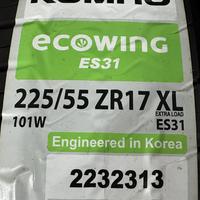 KUMHO
ecowing
ES31
225/55 ZR17 XL
101W EXTRA LOAD
ES31
Engineered in Korea
2232313